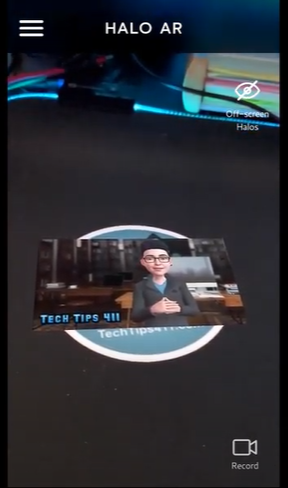 HALO AR
Off-screen
Halos
TECH TIPS 411
TechTips411.com
Record